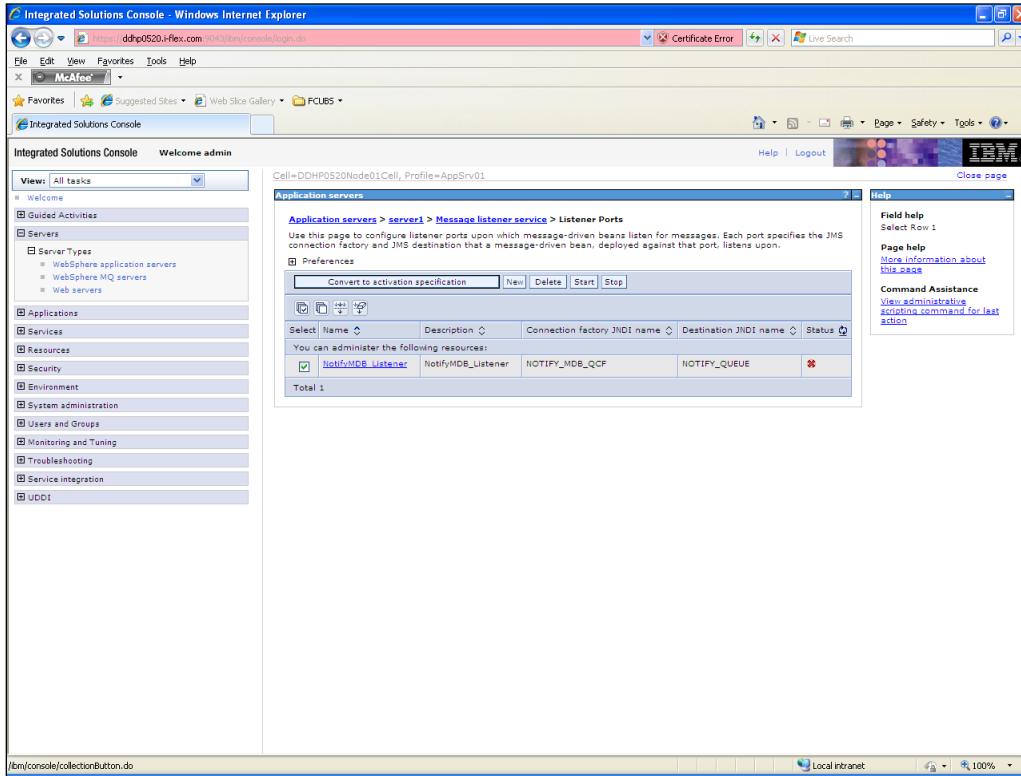 Integrated Solutions Console - Windows Internet Explorer
https://ddhp0520.i-flex.com:9043/ibm/console/login.do
Certificate Error
Live Search
File Edit View Favorites Tools Help
X McAfee
Favorites Suggested Sites Web Slice Gallery FCUBS
Integrated Solutions Console
Page Safety Tools
Integrated Solutions Console Welcome admin
Help | Logout
IBM
View: All tasks
Cell=DDHP0520Node01Cell, Profile=AppSrv01
Close page
Welcome
Guided Activities
Servers
Server Types
WebSphere application servers
WebSphere MQ servers
Web servers
Applications
Services
Resources
Security
Environment
System administration
Users and Groups
Monitoring and Tuning
Troubleshooting
Service integration
UDDI
Application servers ? -
Application servers > server1 > Message listener service > Listener Ports
Use this page to configure listener ports upon which message-driven beans listen for messages. Each port specifies the JMS
connection factory and JMS destination that a message-driven bean, deployed against that port, listens upon.
Preferences
Convert to activation specification New Delete Start Stop
Select Name Description Connection factory JNDI name Destination JNDI name Status
You can administer the following resources:
NotifyMDB_Listener NotifyMDB_Listener NOTIFY_MDB_QCF NOTIFY_QUEUE
Total 1
Help -
Field help
Select Row 1
Page help
More information about
this page
Command Assistance
View administrative
scripting command for last
action
/ibm/console/collectionButton.do
Local intranet
100%